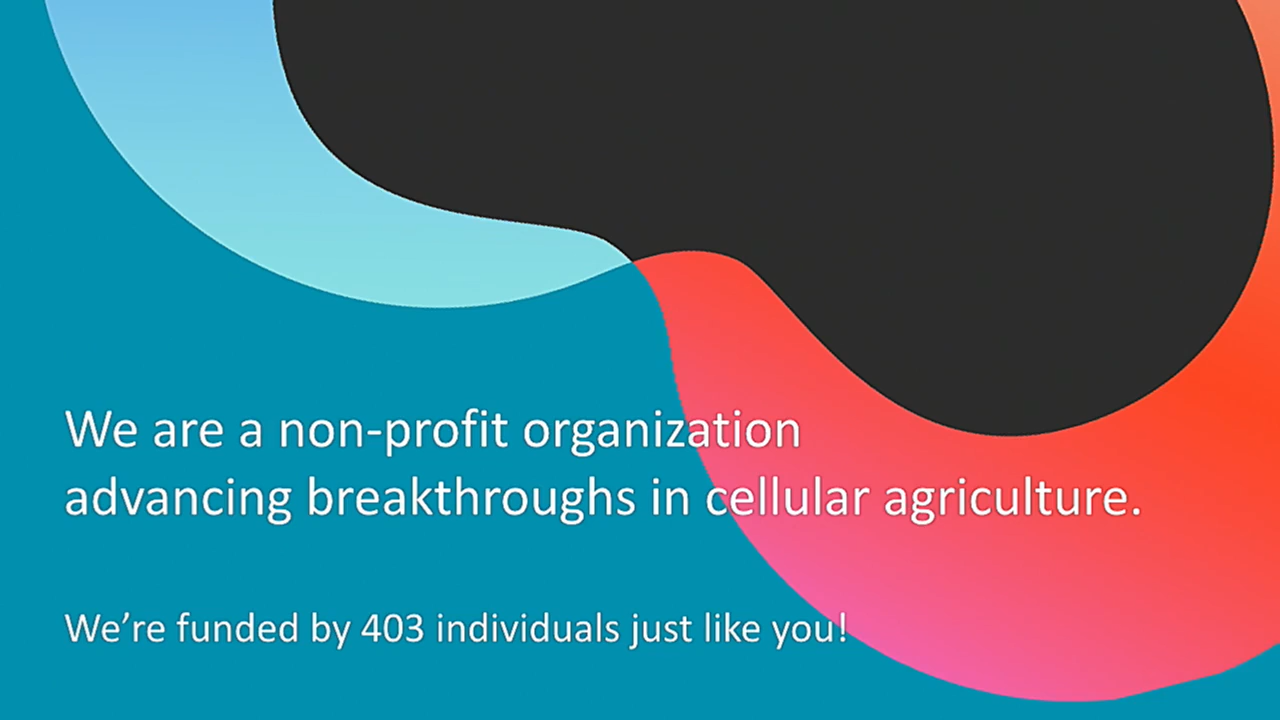 We are a non-profit organization
advancing breakthroughs in cellular agriculture.
We’re funded by 403 individuals just like you!